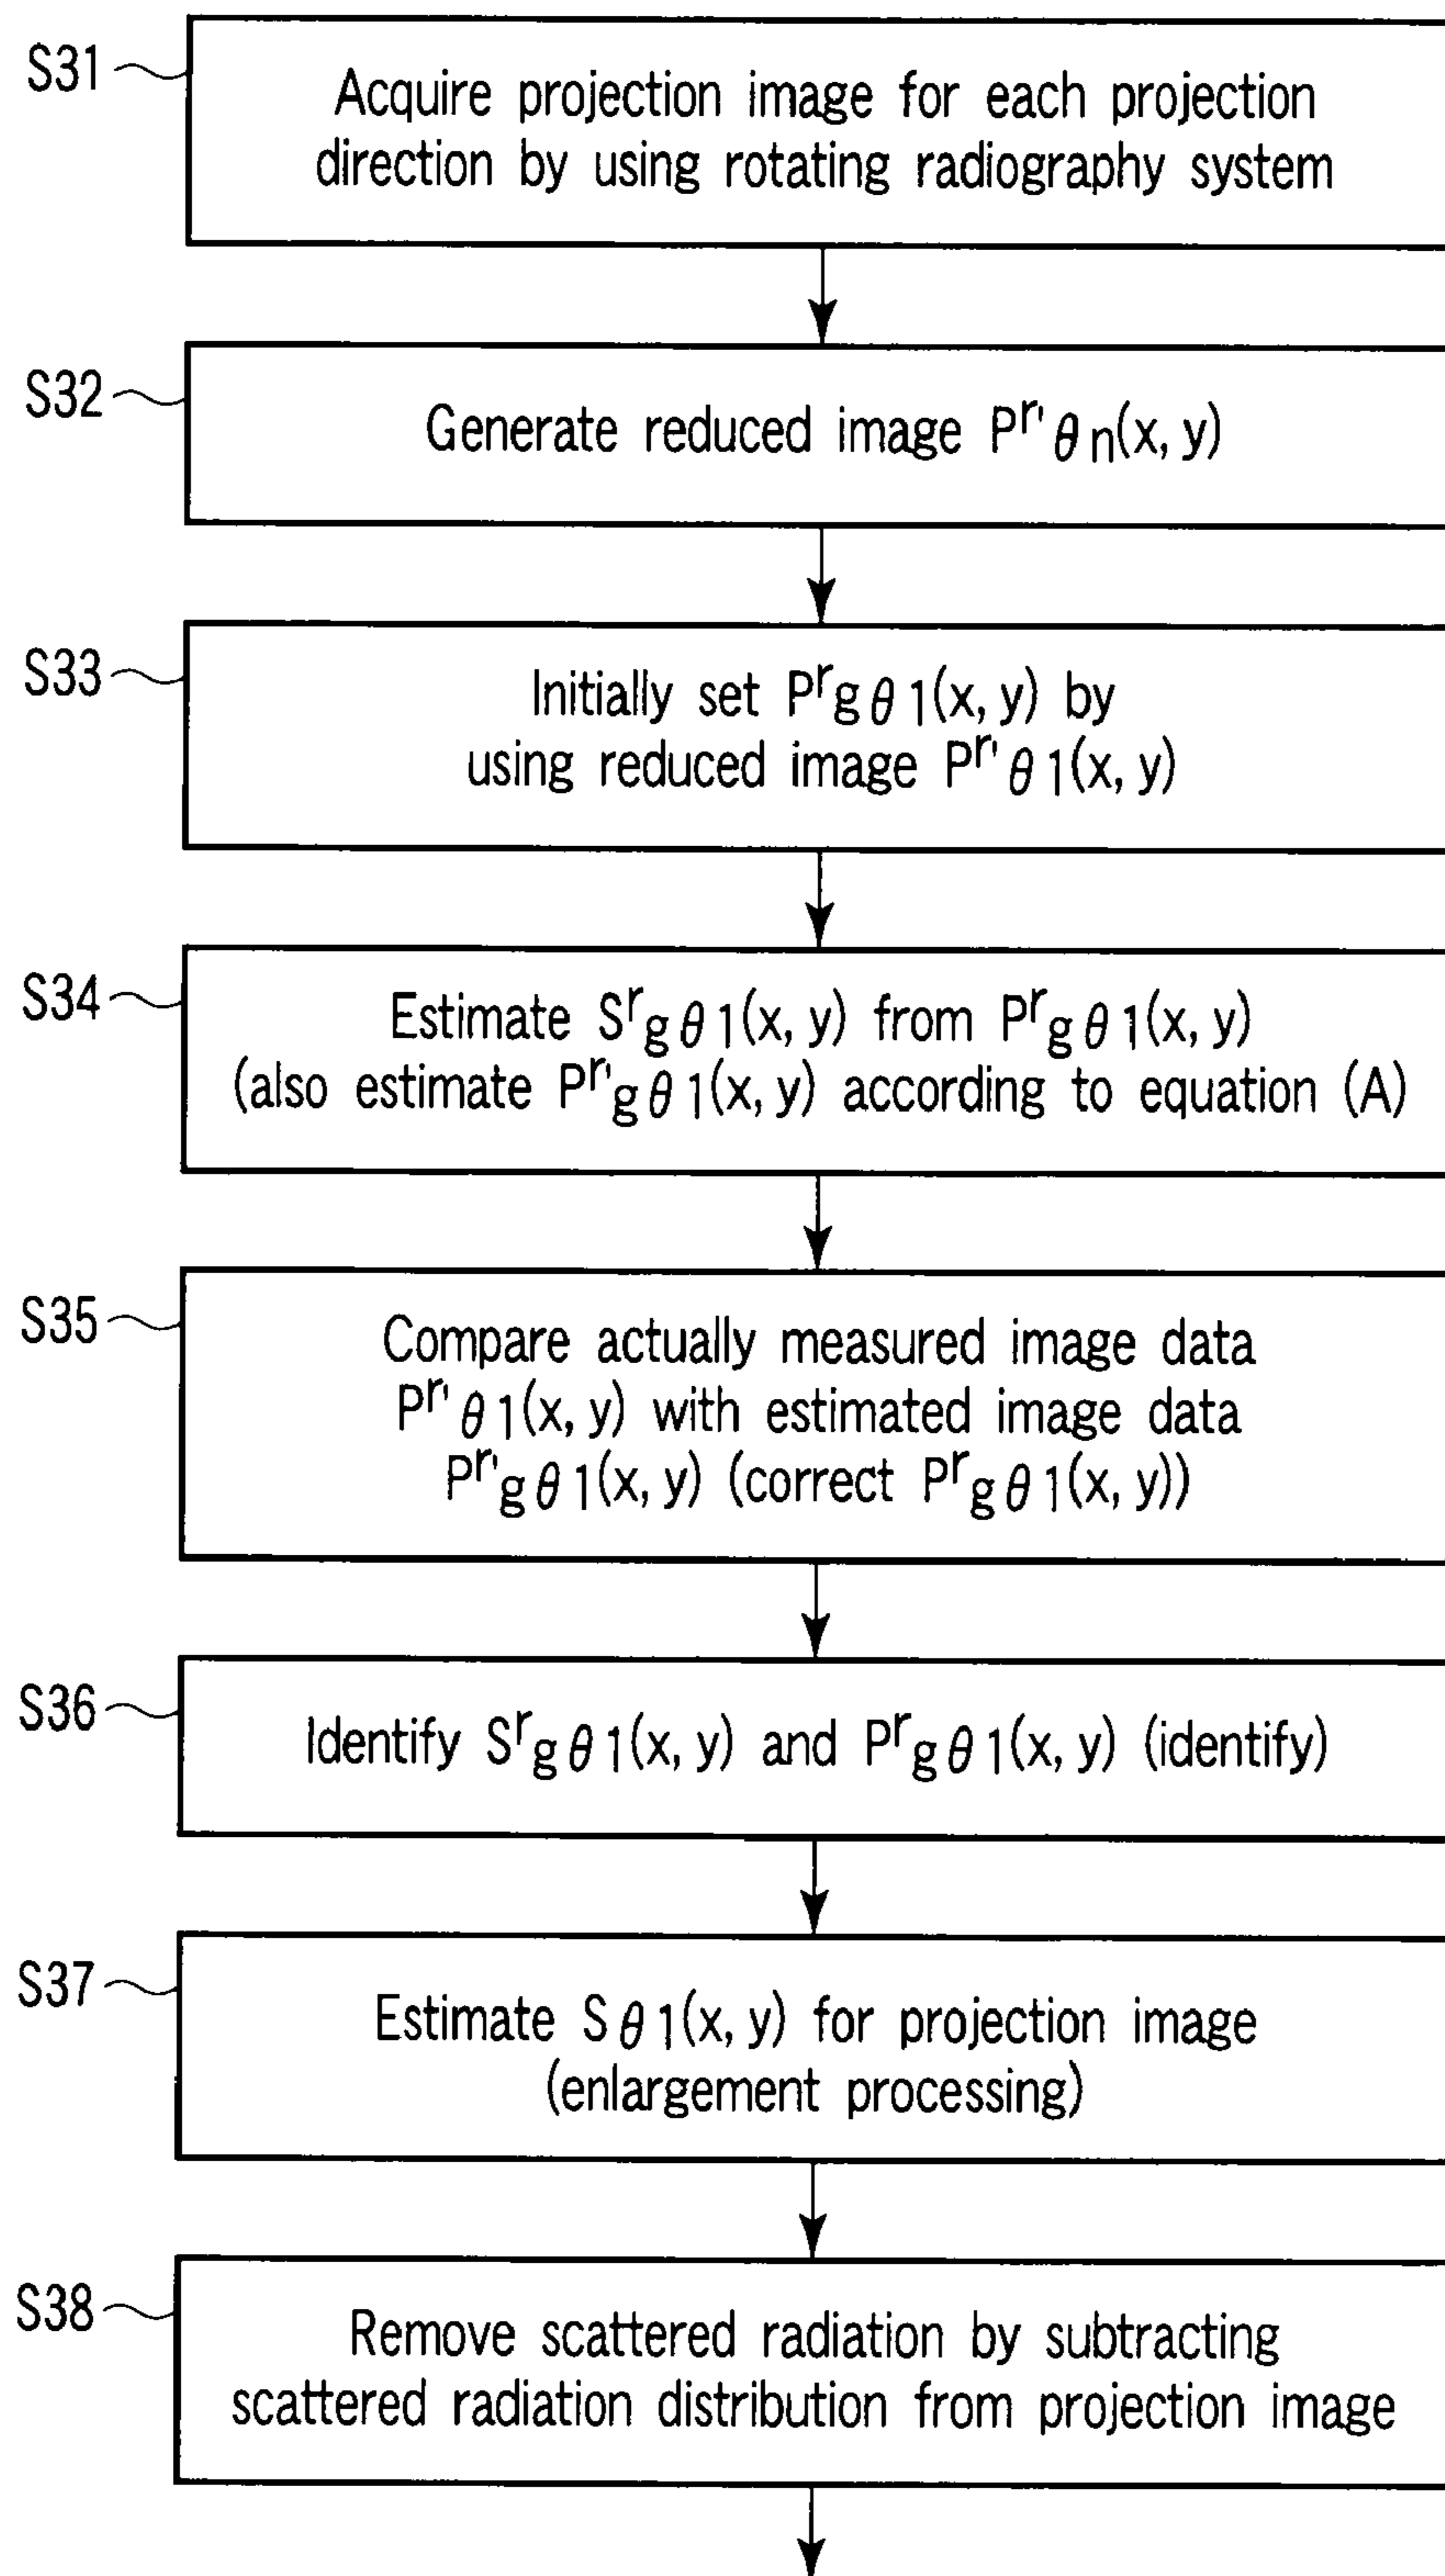 S31
Acquire projection image for each projection
direction by using rotating radiography system
S32
Generate reduced image Pr'θn(x, y)
S33
Initially set Prgθ1(x, y) by
using reduced image Pr'θ1(x, y)
S34
Estimate Srgθ1(x, y) from Prgθ1(x, y)
(also estimate Pr'gθ1(x, y) according to equation (A)
S35
Compare actually measured image data
Pr'θ1(x, y) with estimated image data
Pr'gθ1(x, y) (correct Prgθ1(x, y))
S36
Identify Srgθ1(x, y) and Prgθ1(x, y) (identify)
S37
Estimate Sθ1(x, y) for projection image
(enlargement processing)
S38
Remove scattered radiation by subtracting
scattered radiation distribution from projection image